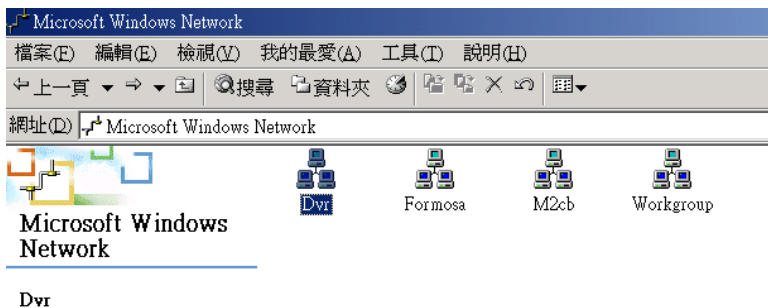 Microsoft Windows Network
檔案(F) 編輯(E) 檢視(V) 我的最愛(A) 工具(T) 說明(H)
上一頁 搜尋 資料夾
網址(D) Microsoft Windows Network
Dvr Formosa M2cb Workgroup
Microsoft Windows
Network
Dvr